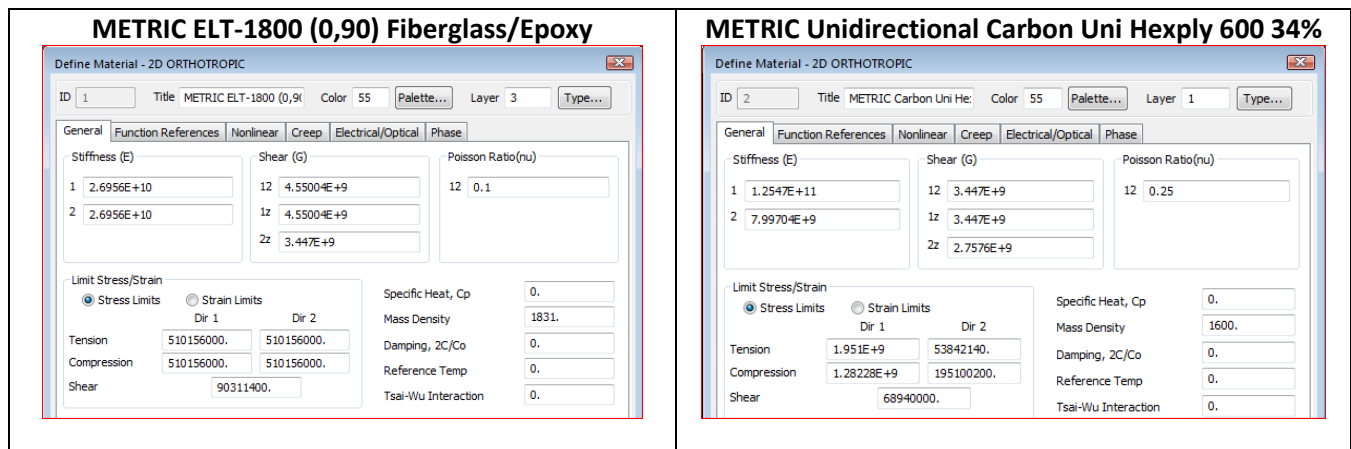 METRIC ELT-1800 (0,90) Fiberglass/Epoxy
Define Material - 2D ORTHOTROPIC
ID 1 Title METRIC ELT-1800 (0,9( Color 55 Palette... Layer 3 Type...
General Function References Nonlinear Creep Electrical/Optical Phase
Stiffness (E) Shear (G) Poisson Ratio(nu)
1 2.6956E+10 12 4.55004E+9 12 0.1
2 2.6956E+10 1z 4.55004E+9
2z 3.447E+9
Limit Stress/Strain
Stress Limits Strain Limits
Dir 1 Dir 2
Tension 510156000. 510156000.
Compression 510156000. 510156000.
Shear 90311400.
Specific Heat, Cp 0.
Mass Density 1831.
Damping, 2C/Co 0.
Reference Temp 0.
Tsai-Wu Interaction 0.
METRIC Unidirectional Carbon Uni Hexply 600 34%
Define Material - 2D ORTHOTROPIC
ID 2 Title METRIC Carbon Uni He: Color 55 Palette... Layer 1 Type...
General Function References Nonlinear Creep Electrical/Optical Phase
Stiffness (E) Shear (G) Poisson Ratio(nu)
1 1.2547E+11 12 3.447E+9 12 0.25
2 7.99704E+9 1z 3.447E+9
2z 2.7576E+9
Limit Stress/Strain
Stress Limits Strain Limits
Dir 1 Dir 2
Tension 1.951E+9 53842140.
Compression 1.28228E+9 195100200.
Shear 68940000.
Specific Heat, Cp 0.
Mass Density 1600.
Damping, 2C/Co 0.
Reference Temp 0.
Tsai-Wu Interaction 0.